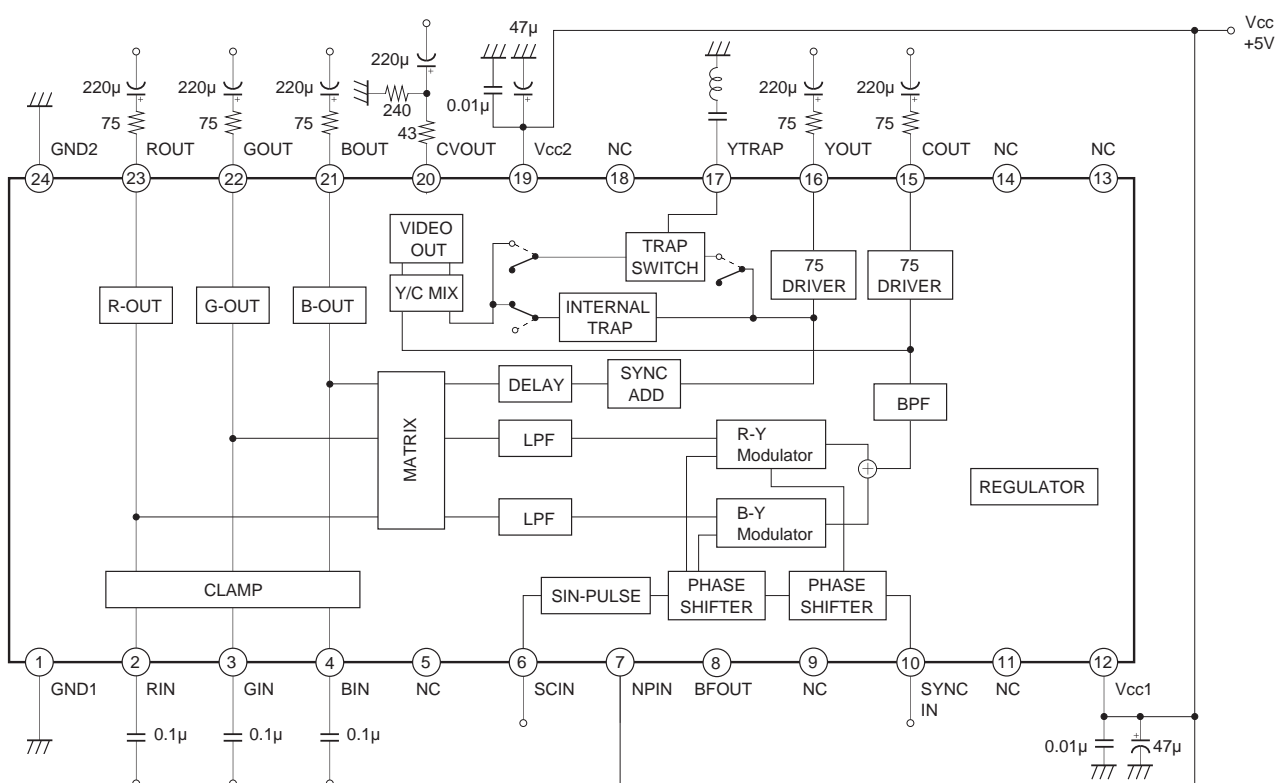 47µ
Vcc
+5V
220µ
220µ
220µ
220µ
0.01µ
220µ
220µ
240
75
75
75
43
75
75
GND2
ROUT
GOUT
BOUT
CVOUT
Vcc2
NC
YTRAP
YOUT
COUT
NC
NC
24
23
22
21
20
19
18
17
16
15
14
13
VIDEO
OUT
TRAP
SWITCH
75
DRIVER
75
DRIVER
R-OUT
G-OUT
B-OUT
Y/C MIX
INTERNAL
TRAP
DELAY
SYNC
ADD
BPF
MATRIX
LPF
R-Y
Modulator
+
REGULATOR
LPF
B-Y
Modulator
CLAMP
SIN-PULSE
PHASE
SHIFTER
PHASE
SHIFTER
1
2
3
4
5
6
7
8
9
10
11
12
GND1
RIN
GIN
BIN
NC
SCIN
NPIN
BFOUT
NC
SYNC
IN
NC
Vcc1
0.1µ
0.1µ
0.1µ
0.01µ
47µ